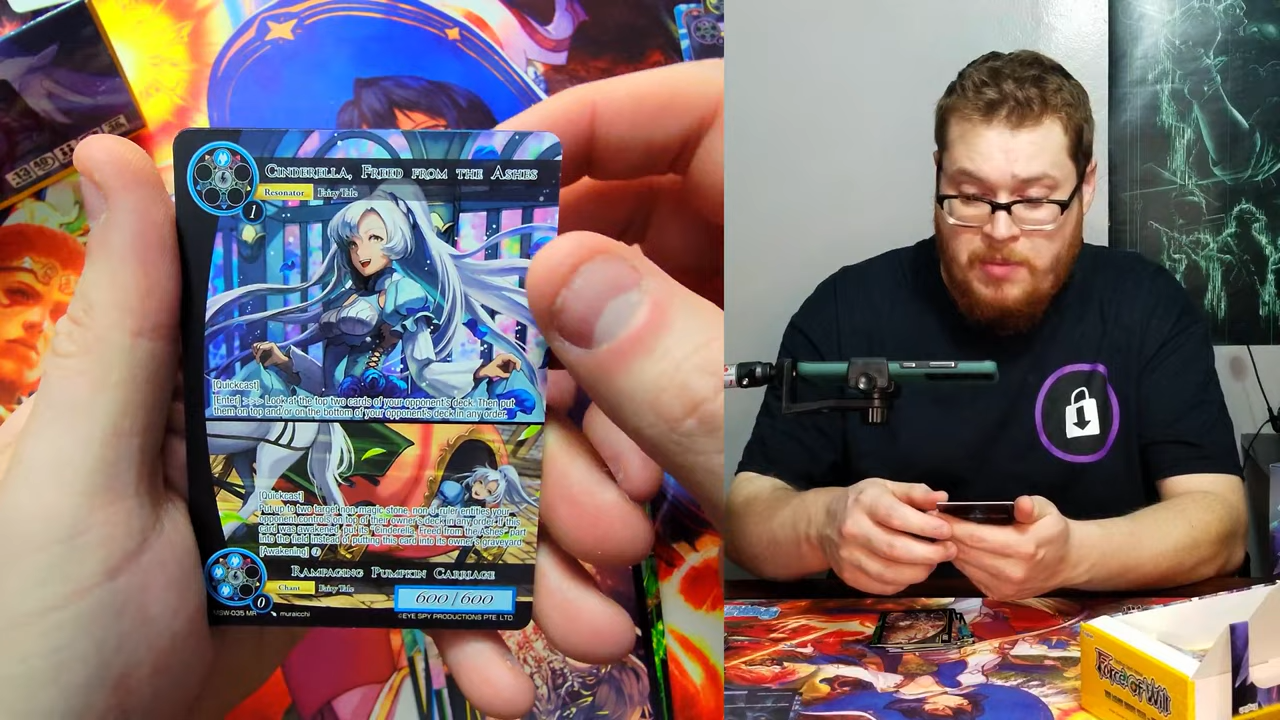 CINDERELLA, FREED FROM THE ASHES
Resonator Fairy Tale
1
[Quickcast]
[Enter] >>> Look at the top two cards of your opponent's deck. Then put
them on top and/or on the bottom of your opponent's deck in any order.
[Quickcast]
Put up to two target non-magic stone, non-J-ruler entities your
opponent controls on top of their owner's deck in any order. If this
card was awakened, put its "Cinderella, Freed from the Ashes" part
into the field instead of putting this card into its owner's graveyard.
[Awakening]
RAMPAGING PUMPKIN CARRIAGE
Chant Fairy Tale
0
600/600
MSW-035 MR muraicchi
©EYE SPY PRODUCTIONS PTE. LTD.
Force of Will